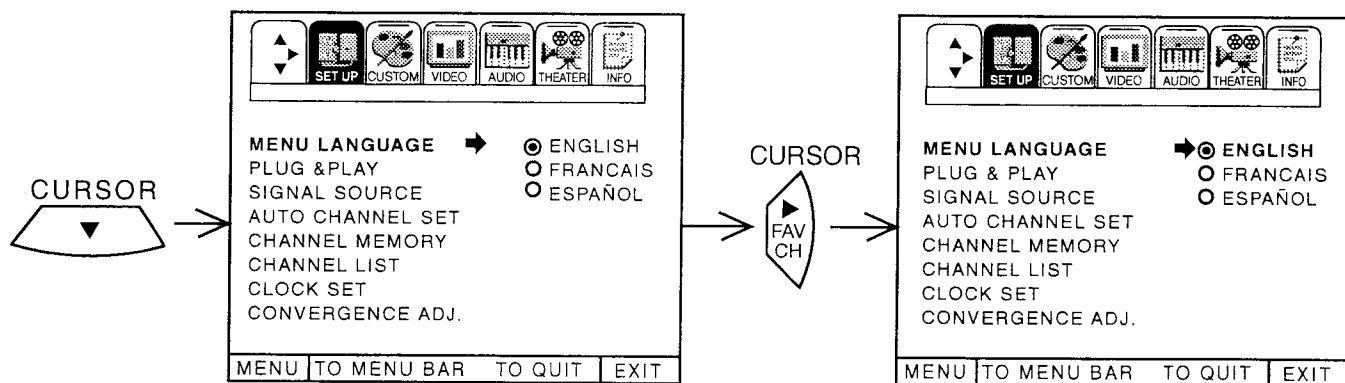 CURSOR
▼
SET UP CUSTOM VIDEO AUDIO THEATER INFO
MENU LANGUAGE ENGLISH
PLUG &PLAY FRANCAIS
SIGNAL SOURCE ESPAÑOL
AUTO CHANNEL SET
CHANNEL MEMORY
CHANNEL LIST
CLOCK SET
CONVERGENCE ADJ.
MENU TO MENU BAR TO QUIT EXIT
CURSOR
▶
FAV
CH
SET UP CUSTOM VIDEO AUDIO THEATER INFO
MENU LANGUAGE ENGLISH
PLUG & PLAY FRANCAIS
SIGNAL SOURCE ESPAÑOL
AUTO CHANNEL SET
CHANNEL MEMORY
CHANNEL LIST
CLOCK SET
CONVERGENCE ADJ.
MENU TO MENU BAR TO QUIT EXIT